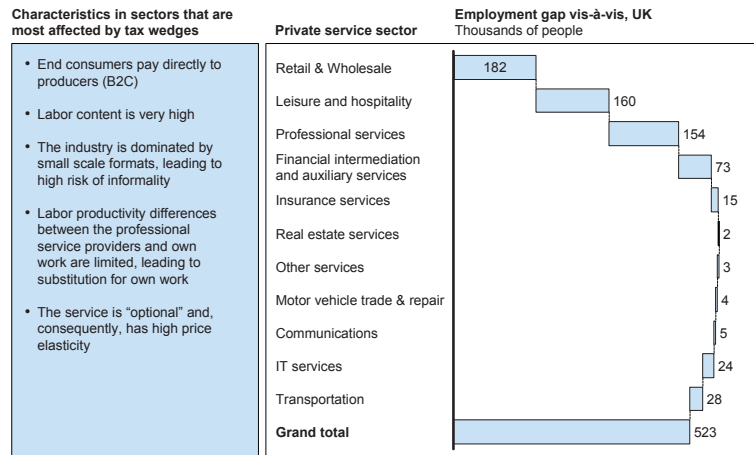 Characteristics in sectors that are
most affected by tax wedges
• End consumers pay directly to
producers (B2C)
• Labor content is very high
• The industry is dominated by
small scale formats, leading to
high risk of informality
• Labor productivity differences
between the professional
service providers and own
work are limited, leading to
substitution for own work
• The service is “optional” and,
consequently, has high price
elasticity
Private service sector
Employment gap vis-à-vis, UK
Thousands of people
Retail & Wholesale 182
Leisure and hospitality 160
Professional services 154
Financial intermediation
and auxiliary services 73
Insurance services 15
Real estate services 2
Other services 3
Motor vehicle trade & repair 4
Communications 5
IT services 24
Transportation 28
Grand total 523